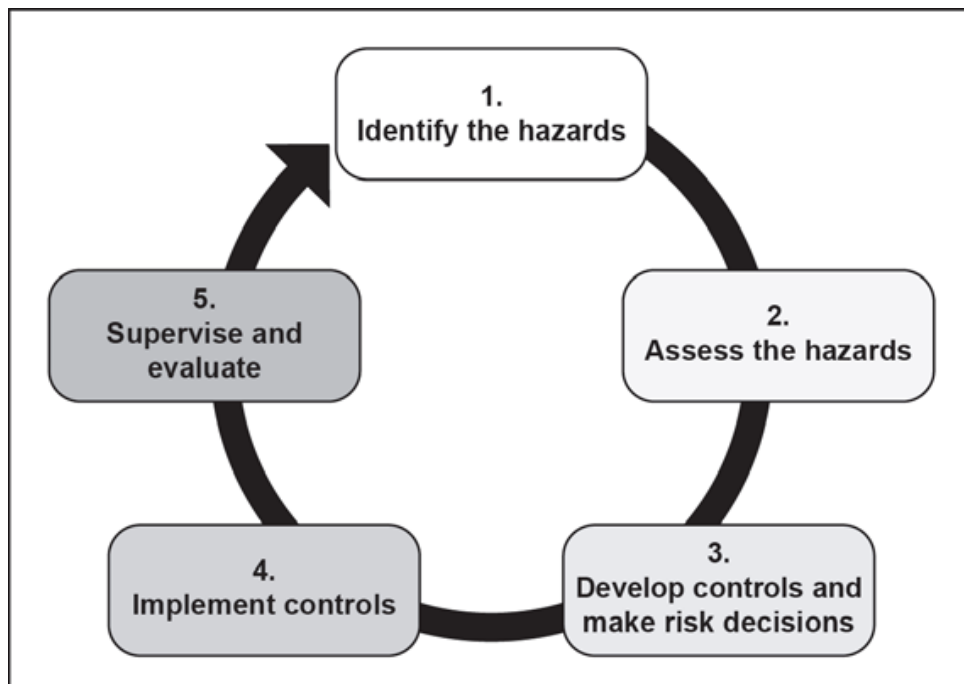 1.
Identify the hazards
2.
Assess the hazards
3.
Develop controls and
make risk decisions
4.
Implement controls
5.
Supervise and
evaluate